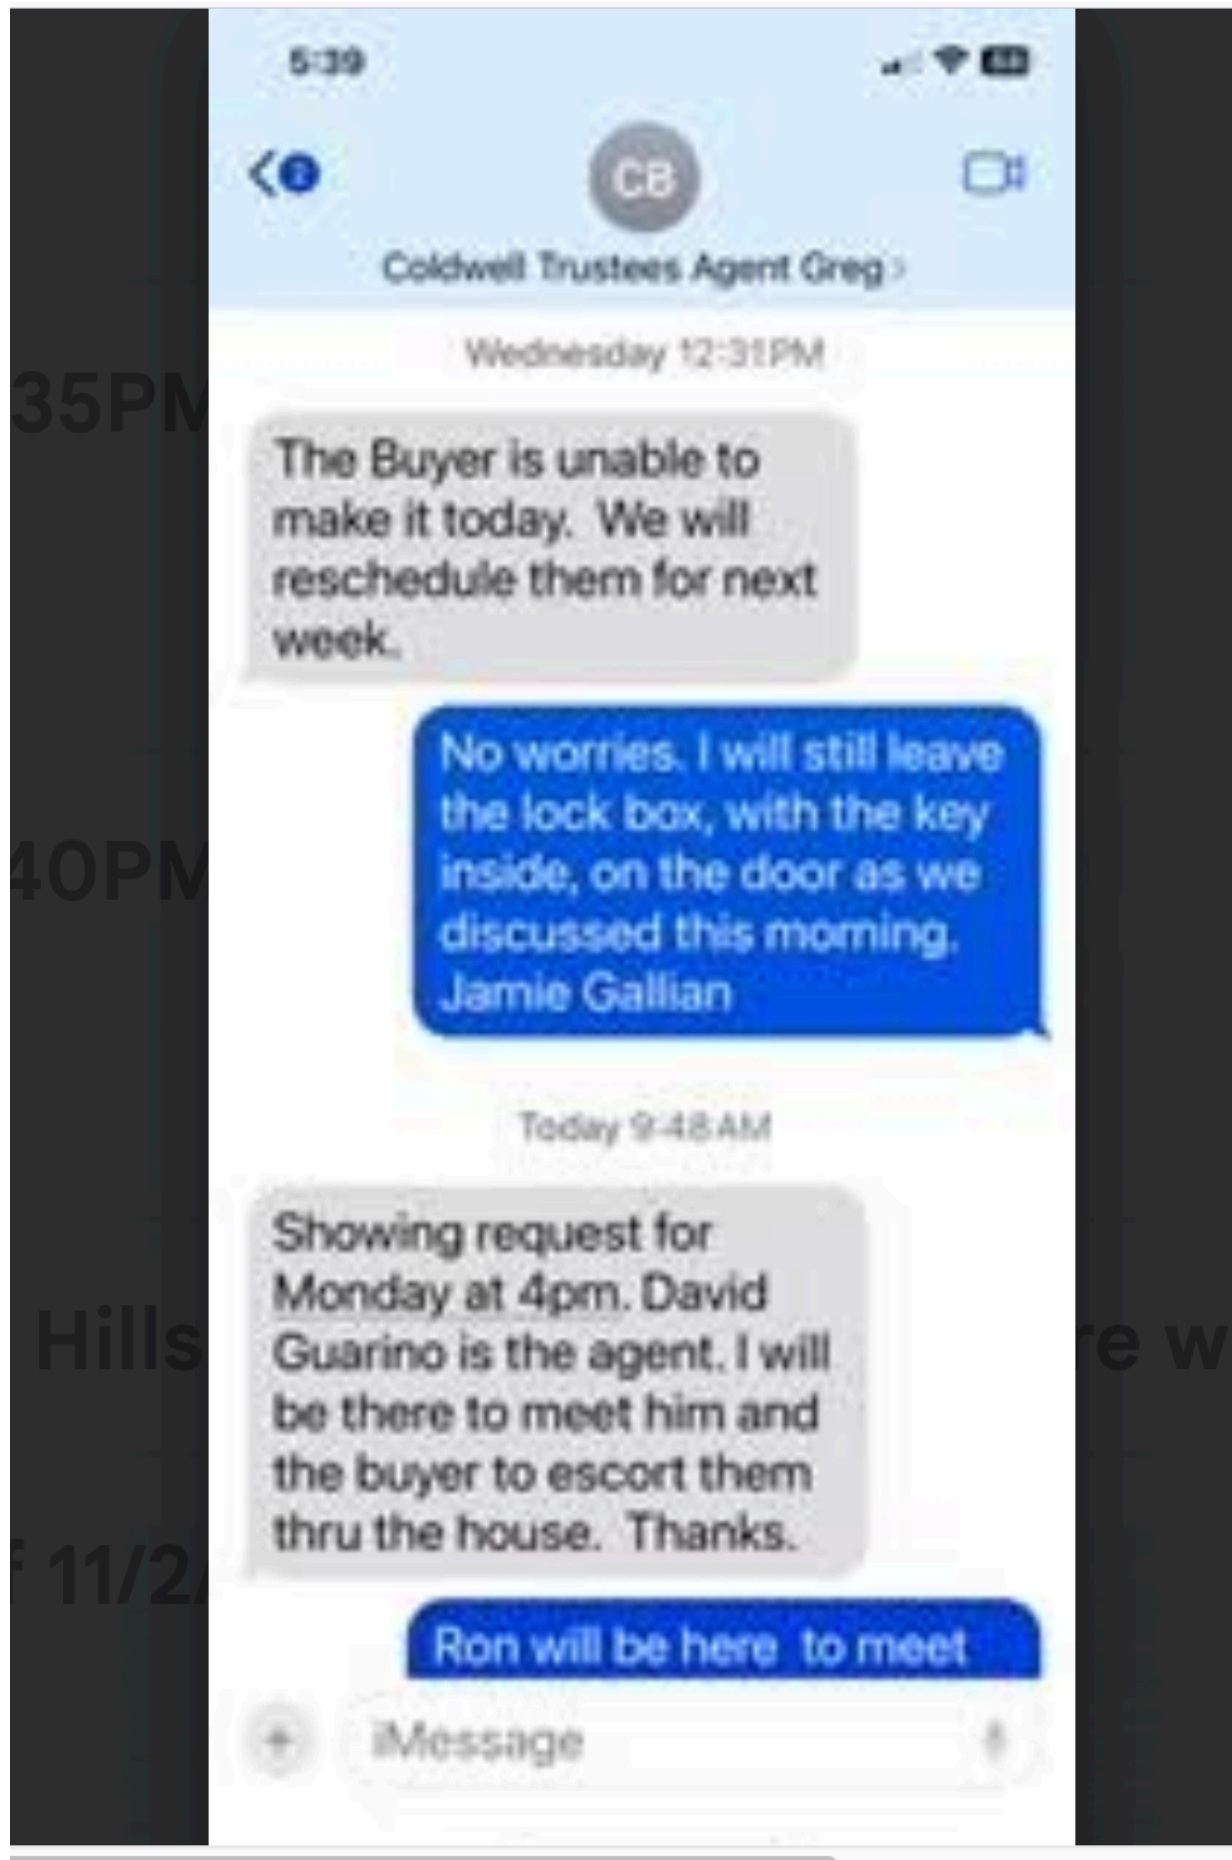 5:39
2
CB
Coldwell Trustees Agent Greg
Wednesday 12:31PM
The Buyer is unable to
make it today.  We will
reschedule them for next
week.
No worries. I will still leave
the lock box, with the key
inside, on the door as we
discussed this morning.
Jamie Gallian
Today 9:48AM
Showing request for
Monday at 4pm. David
Guarino is the agent. I will
be there to meet him and
the buyer to escort them
thru the house.  Thanks.
Ron will be here  to meet
iMessage
35PM
40PM
Hills
re w
11/2/